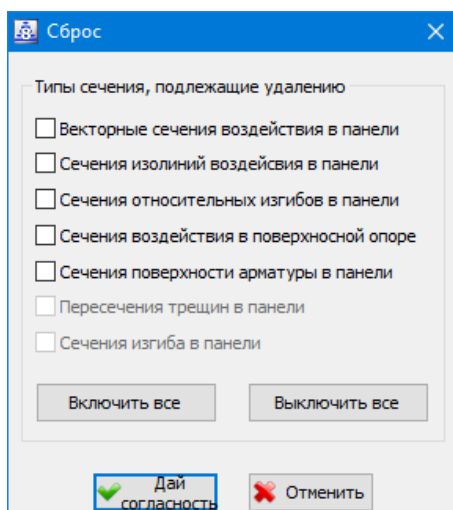 Сброс
Типы сечения, подлежащие удалению
Векторные сечения воздействия в панели
Сечения изолиний воздейсвия в панели
Сечения относительных изгибов в панели
Сечения воздействия в поверхносной опоре
Сечения поверхности арматуры в панели
Пересечения трещин в панели
Сечения изгиба в панели
Включить все
Выключить все
Дай
согласность
Отменить